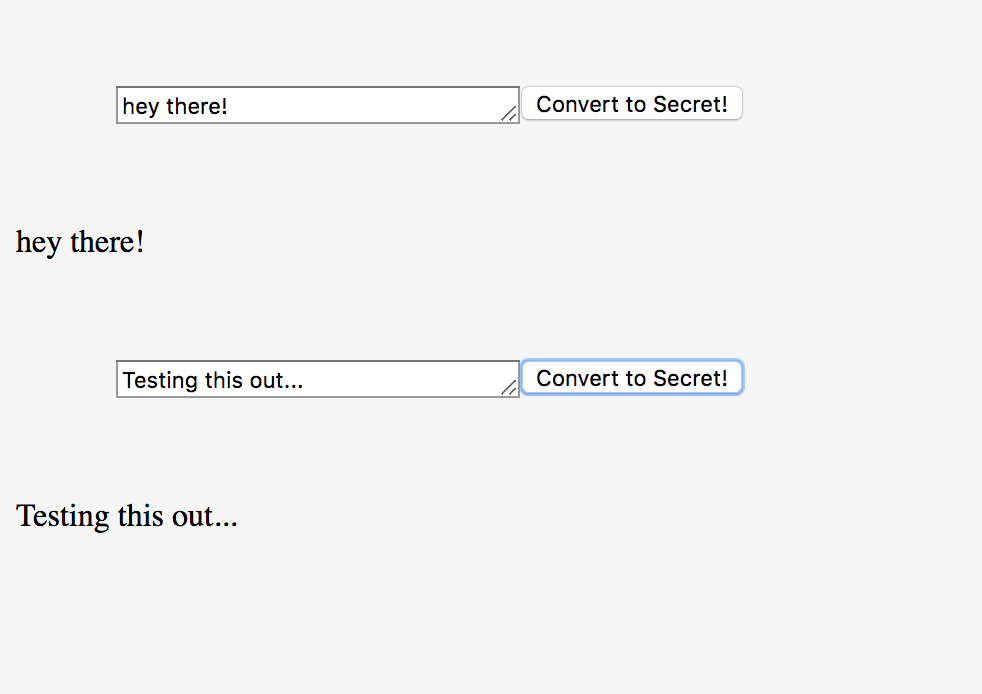 hey there! Convert to Secret!
hey there!
Testing this out... Convert to Secret!
Testing this out...